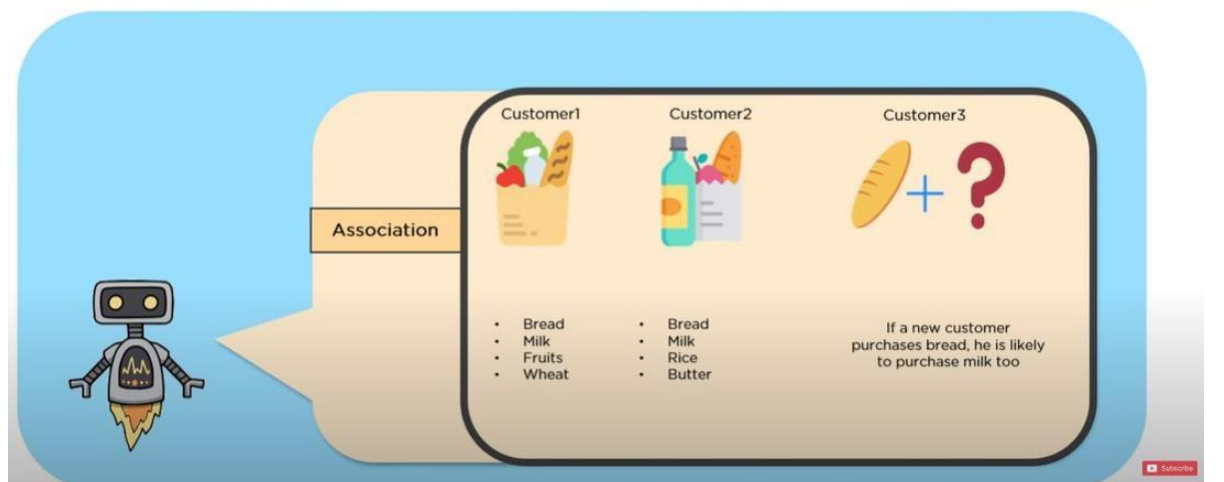 Customer1
Customer2
Customer3
Association
• Bread
• Milk
• Fruits
• Wheat
• Bread
• Milk
• Rice
• Butter
If a new customer
purchases bread, he is likely
to purchase milk too
Subscribe